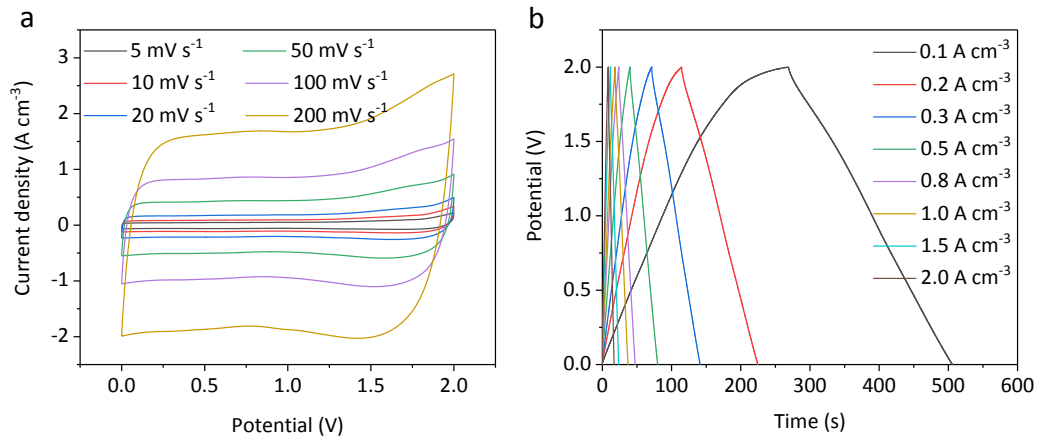 a
5 mV s⁻¹
50 mV s⁻¹
10 mV s⁻¹
100 mV s⁻¹
20 mV s⁻¹
200 mV s⁻¹
3
2
1
0
-1
-2
Current density (A cm⁻³)
0.0
0.5
1.0
1.5
2.0
Potential (V)
b
0.1 A cm⁻³
0.2 A cm⁻³
0.3 A cm⁻³
0.5 A cm⁻³
0.8 A cm⁻³
1.0 A cm⁻³
1.5 A cm⁻³
2.0 A cm⁻³
2.0
1.5
1.0
0.5
0.0
Potential (V)
0
100
200
300
400
500
600
Time (s)